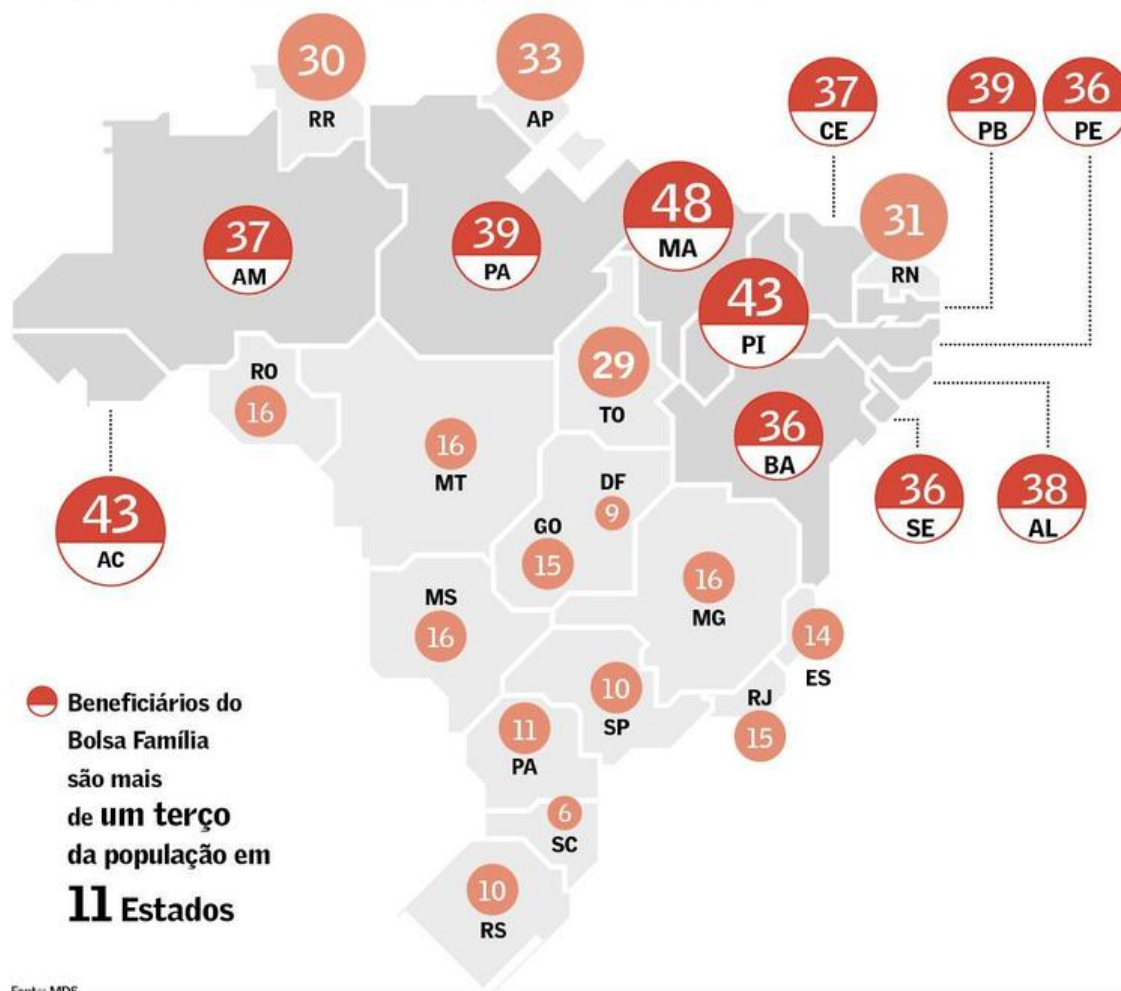 30
RR
33
AP
37
CE
39
PB
36
PE
48
MA
31
RN
37
AM
39
PA
43
PI
RO
16
29
TO
16
MT
36
BA
DF
9
GO
15
36
SE
38
AL
43
AC
MS
16
16
MG
14
ES
10
SP
RJ
15
11
PA
6
SC
10
RS
Beneficiários do
Bolsa Família
são mais
de um terço
da população em
11 Estados
Fonte: MDS